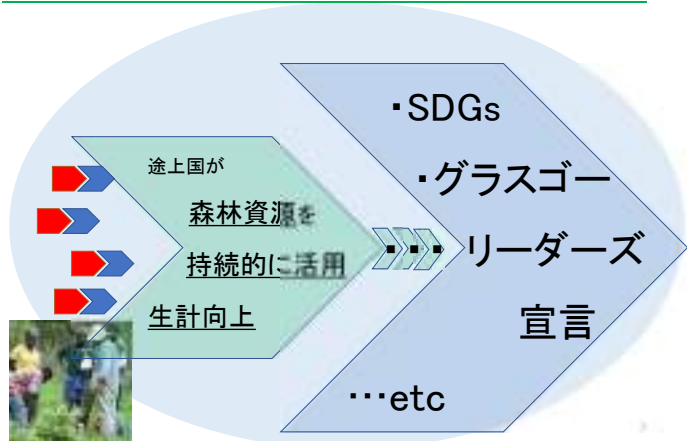 途上国が
森林資源を
持続的に活用
生計向上
・SDGs
・グラスゴー
リーダーズ
宣言
…etc